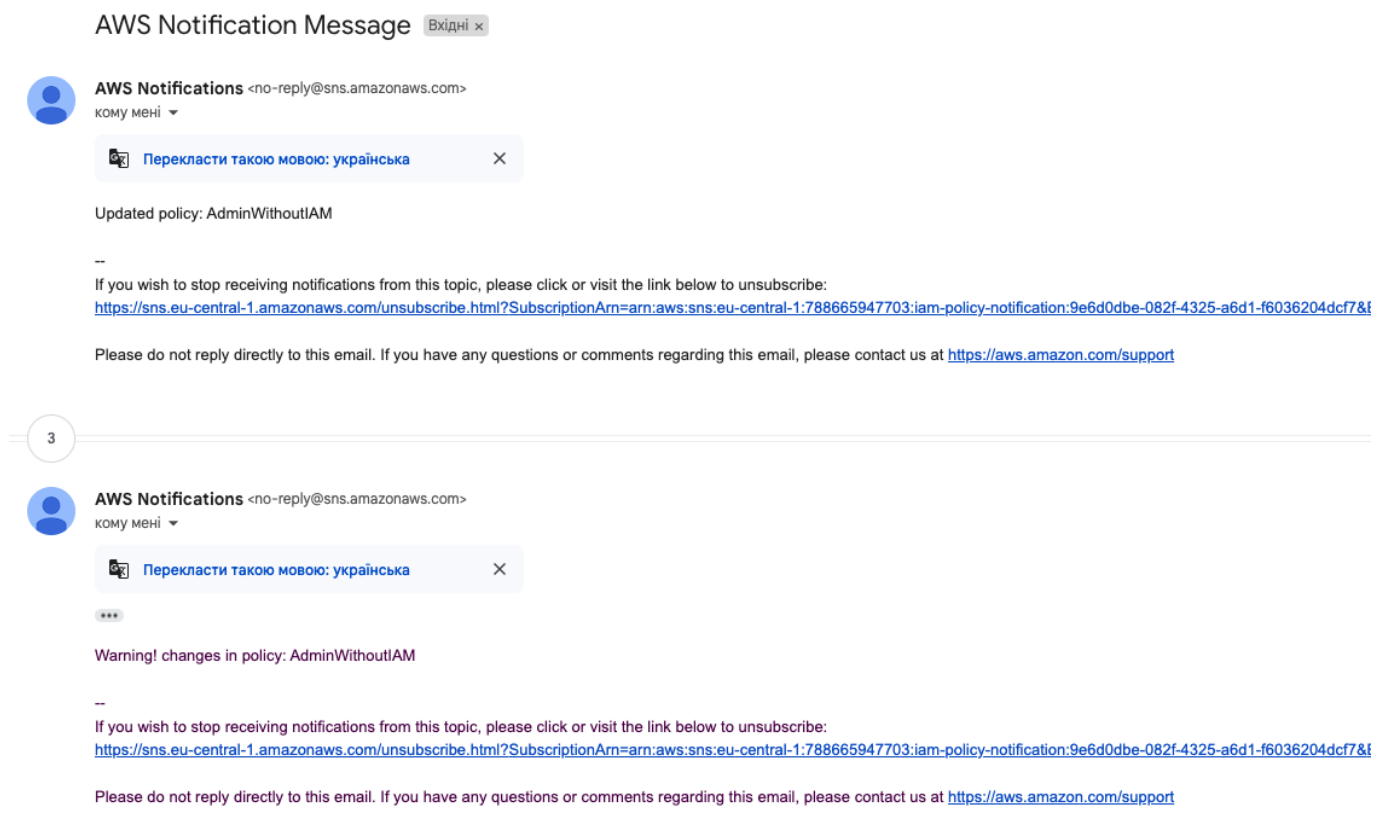 AWS Notification Message Вхідні ×
AWS Notifications <no-reply@sns.amazonaws.com>
кому мені
Перекласти такою мовою: українська
Updated policy: AdminWithoutIAM
--
If you wish to stop receiving notifications from this topic, please click or visit the link below to unsubscribe:
https://sns.eu-central-1.amazonaws.com/unsubscribe.html?SubscriptionArn=arn:aws:sns:eu-central-1:788665947703:iam-policy-notification:9e6d0dbe-082f-4325-a6d1-f6036204dcf7&E
Please do not reply directly to this email. If you have any questions or comments regarding this email, please contact us at https://aws.amazon.com/support
3
AWS Notifications <no-reply@sns.amazonaws.com>
кому мені
Перекласти такою мовою: українська
Warning! changes in policy: AdminWithoutIAM
--
If you wish to stop receiving notifications from this topic, please click or visit the link below to unsubscribe:
https://sns.eu-central-1.amazonaws.com/unsubscribe.html?SubscriptionArn=arn:aws:sns:eu-central-1:788665947703:iam-policy-notification:9e6d0dbe-082f-4325-a6d1-f6036204dcf7&E
Please do not reply directly to this email. If you have any questions or comments regarding this email, please contact us at https://aws.amazon.com/support